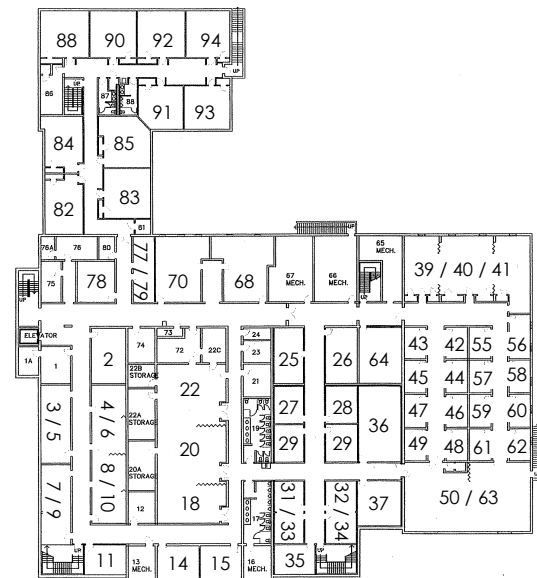 88 90 92 94
UP
86 UP 87 88 91 93
84 85
82 83
81
UP
76A 76 80 77 / 79 70 68 67 MECH. 66 MECH. 65 MECH. 39 / 40 / 41
75 78
UP
UP
ELEVATOR
1A 1 2 74 73 72 22C 24 23 25 26 64 43 42 55 56
22B STORAGE 21 45 44 57 58
3 / 5 4 / 6 22A STORAGE 22 27 28 36 47 46 59 60
19 29 29 49 48 61 62
7 / 9 8 / 10 20A STORAGE 20
12 18 17 31 / 33 32 / 34 37 50 / 63
UP 11 13 MECH. 14 15 16 MECH. 35 UP